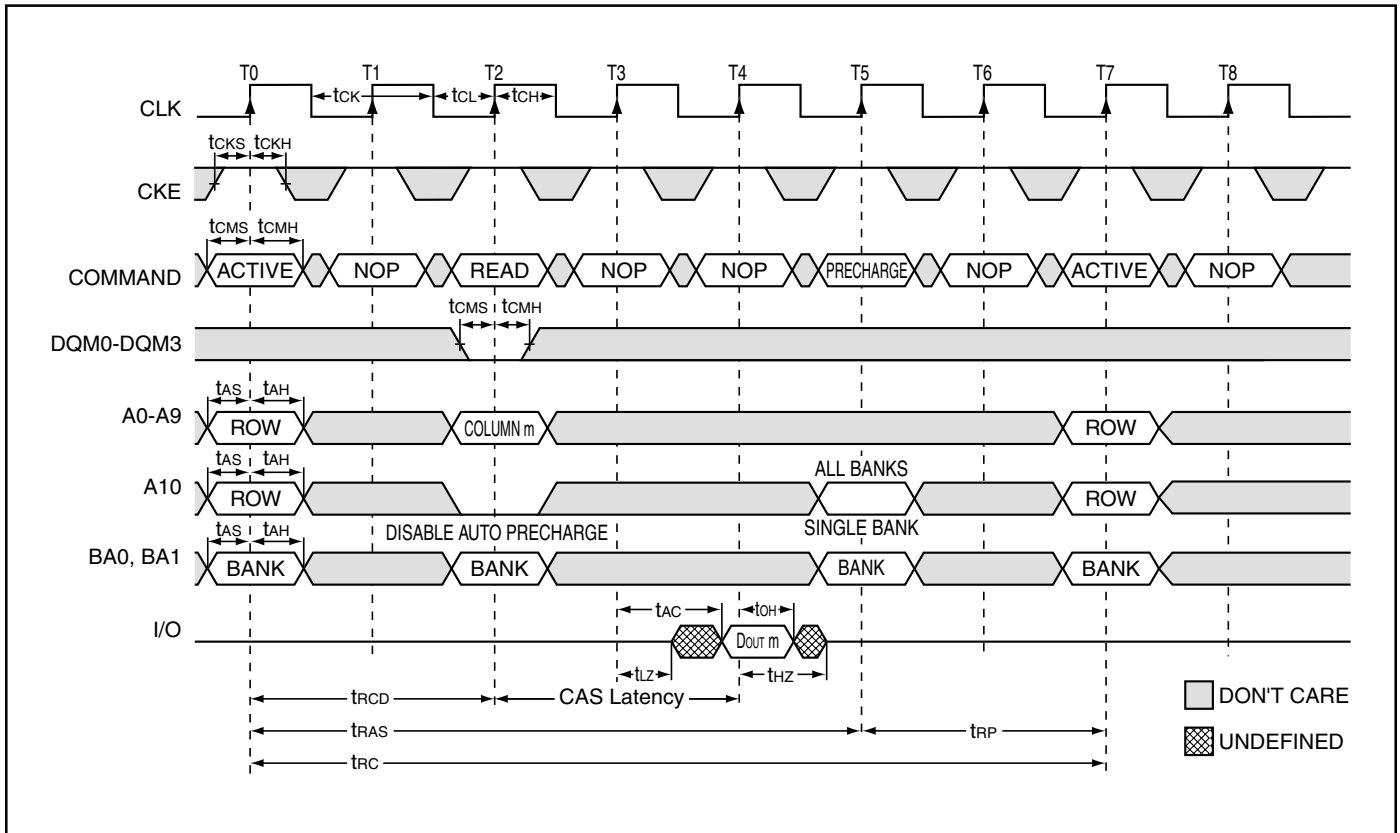 T0 T1 T2 T3 T4 T5 T6 T7 T8
tCK tCL tCH
CLK
tCKS tCKH
CKE
tCMS tCMH
COMMAND ACTIVE NOP READ NOP NOP PRECHARGE NOP ACTIVE NOP
tCMS tCMH
DQM0-DQM3
tAS tAH
A0-A9 ROW COLUMN m ROW
tAS tAH ALL BANKS
A10 ROW ROW
tAS tAH DISABLE AUTO PRECHARGE SINGLE BANK
BA0, BA1 BANK BANK BANK BANK
tAC tOH
I/O DOUT m
tLZ tHZ
tRCD CAS Latency
DON'T CARE
tRAS tRP
UNDEFINED
tRC